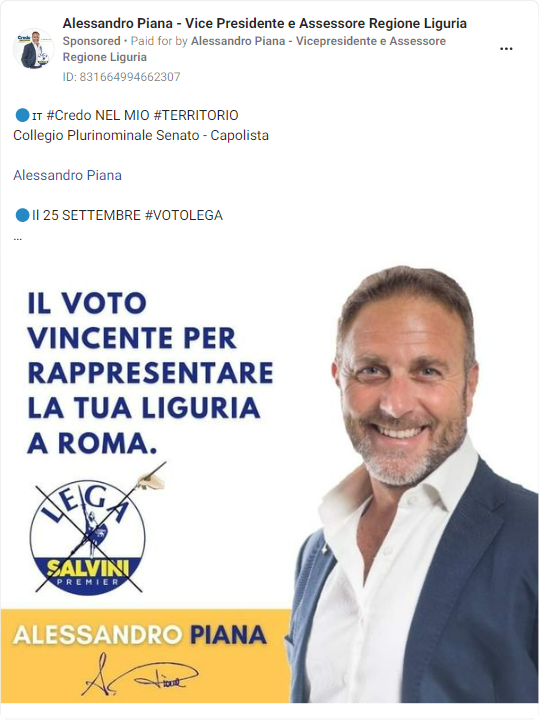 Alessandro Piana - Vice Presidente e Assessore Regione Liguria
Sponsored • Paid for by Alessandro Piana - Vicepresidente e Assessore
Regione Liguria
ID: 831664994662307
🔵ɪᴛ #Credo NEL MIO #TERRITORIO
Collegio Plurinominale Senato - Capolista
Alessandro Piana
🔵Il 25 SETTEMBRE #VOTOLEGA
...
IL VOTO
VINCENTE PER
RAPPRESENTARE
LA TUA LIGURIA
A ROMA.
LEGA
SALVINI
PREMIER
ALESSANDRO PIANA